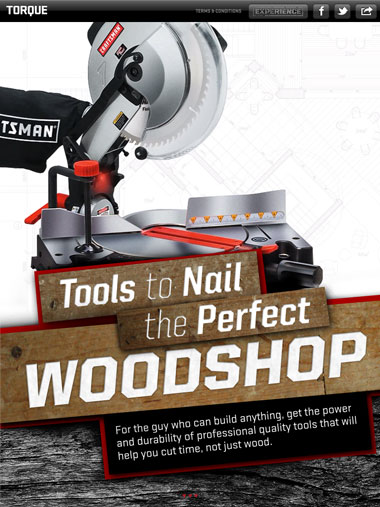 TORQUE
TERMS & CONDITIONS
EXPERIENCE
CRAFTSMAN
TSMAN
Tools to Nail
the Perfect
WOODSHOP
For the guy who can build anything, get the power
and durability of professional quality tools that will
help you cut time, not just wood.